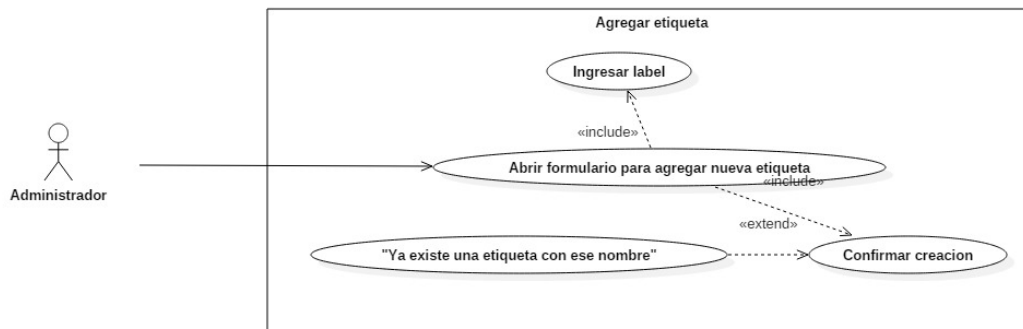 Agregar etiqueta
Ingresar label
«include»
Abrir formulario para agregar nueva etiqueta
«include»
Administrador
«extend»
"Ya existe una etiqueta con ese nombre"
Confirmar creacion